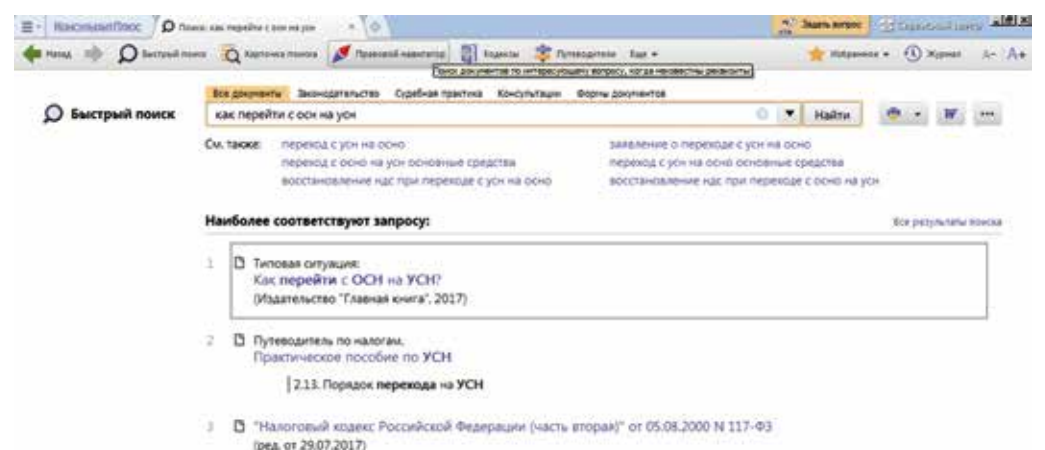 КонсультантПлюс Поиск: как перейти с осн на усн Задать вопрос Сервисный центр
Назад Быстрый поиск Карточка поиска Правовой навигатор Кодексы Путеводители Еще Избранное Журнал A- A+
Поиск документов по интересующему вопросу, когда неизвестны реквизиты
Все документы Законодательство Судебная практика Консультации Формы документов
Быстрый поиск как перейти с осн на усн Найти W ...
См. также: переход с усн на осно заявление о переходе с усн на осно
переход с осно на усн основные средства переход с усн на осно основные средства
восстановление ндс при переходе с усн на осно восстановление ндс при переходе с осно на усн
Наиболее соответствуют запросу: Все результаты поиска
1 Типовая ситуация:
Как перейти с ОСН на УСН?
(Издательство "Главная книга", 2017)
2 Путеводитель по налогам.
Практическое пособие по УСН
2.13. Порядок перехода на УСН
3 "Налоговый кодекс Российской Федерации (часть вторая)" от 05.08.2000 N 117-ФЗ
(ред. от 29.07.2017)